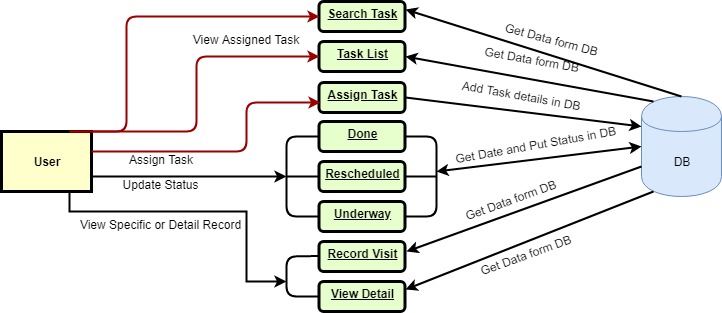 Search Task
Get Data form DB
View Assigned Task
Task List
Get Data form DB
Assign Task
Add Task details in DB
Done
User
Assign Task
Get Date and Put Status in DB
DB
Update Status
Rescheduled
Underway
Get Data form DB
View Specific or Detail Record
Record Visit
Get Data form DB
View Detail